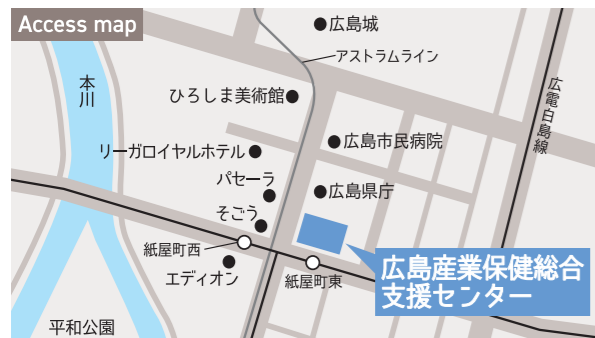 Access map
広島城
アストラムライン
本川
ひろしま美術館
広電白島線
広島市民病院
リーガロイヤルホテル
パセーラ
広島県庁
そごう
紙屋町西
エディオン
紙屋町東
広島産業保健総合
支援センター
平和公園